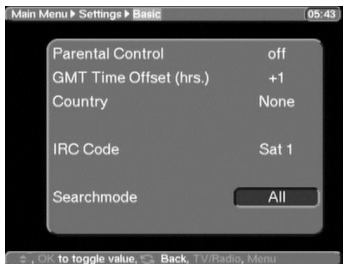 Main Menu Settings Basic 05:43
Parental Control off
GMT Time Offset (hrs.) +1
Country None
IRC Code Sat 1
Searchmode All
, OK to toggle value, Back, TV/Radio, Menu